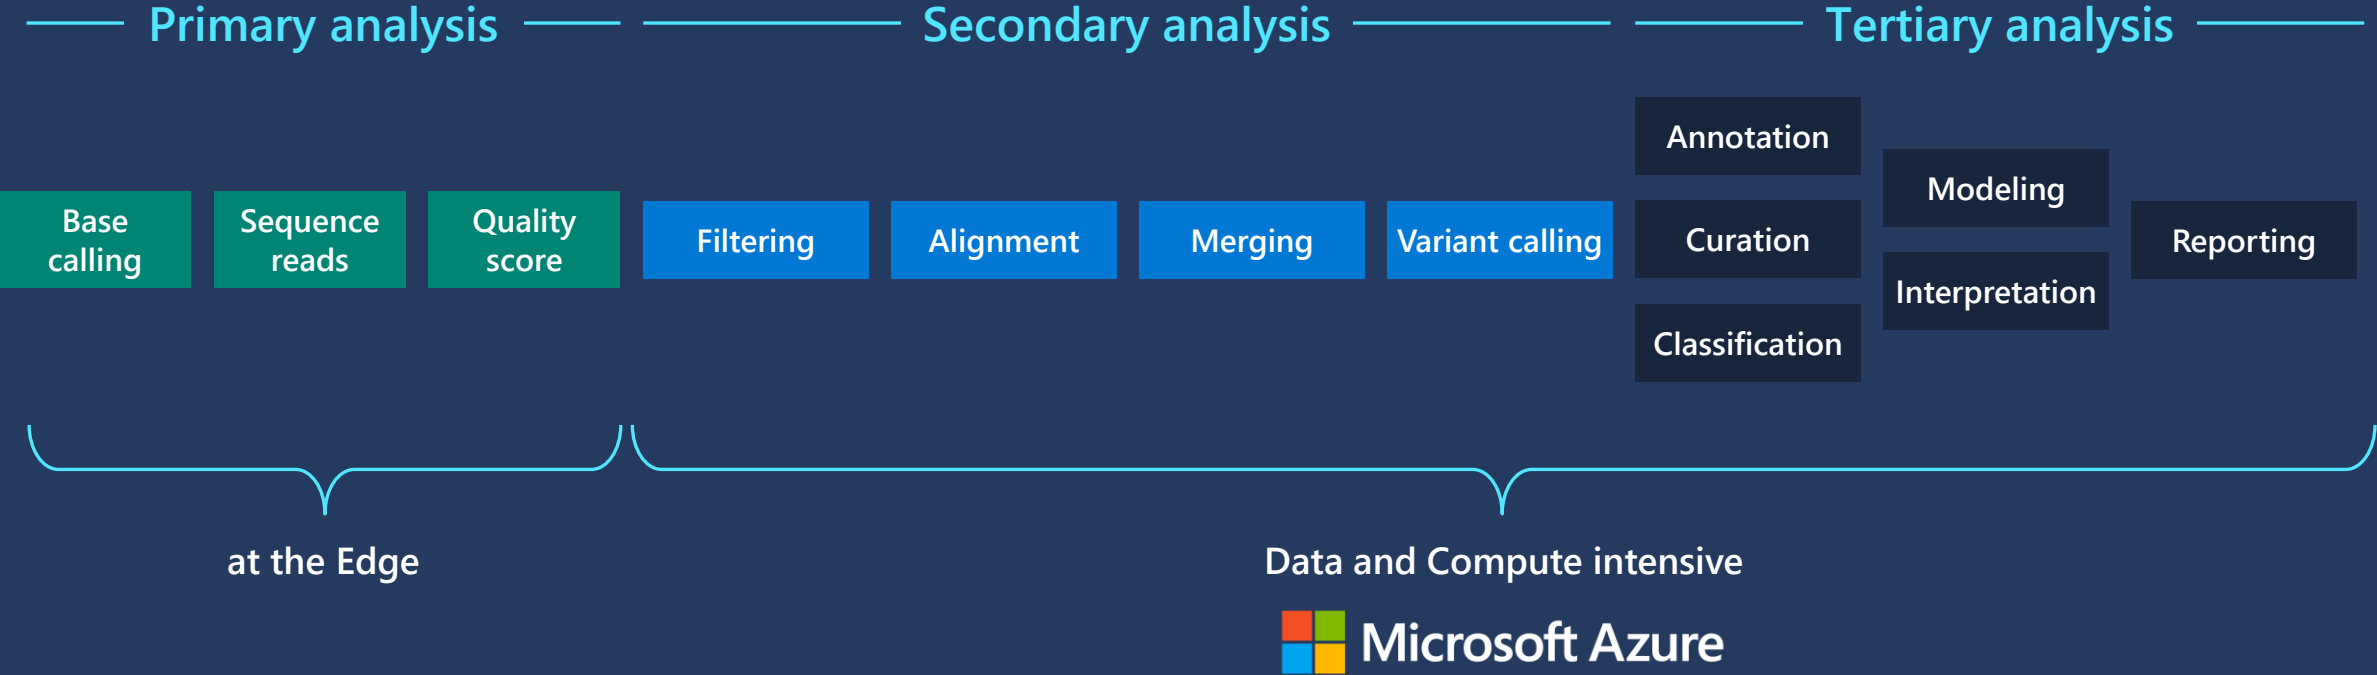 Primary analysis
Secondary analysis
Tertiary analysis
Base
calling
Sequence
reads
Quality
score
Filtering
Alignment
Merging
Variant calling
Annotation
Curation
Classification
Modeling
Interpretation
Reporting
at the Edge
Data and Compute intensive
Microsoft Azure